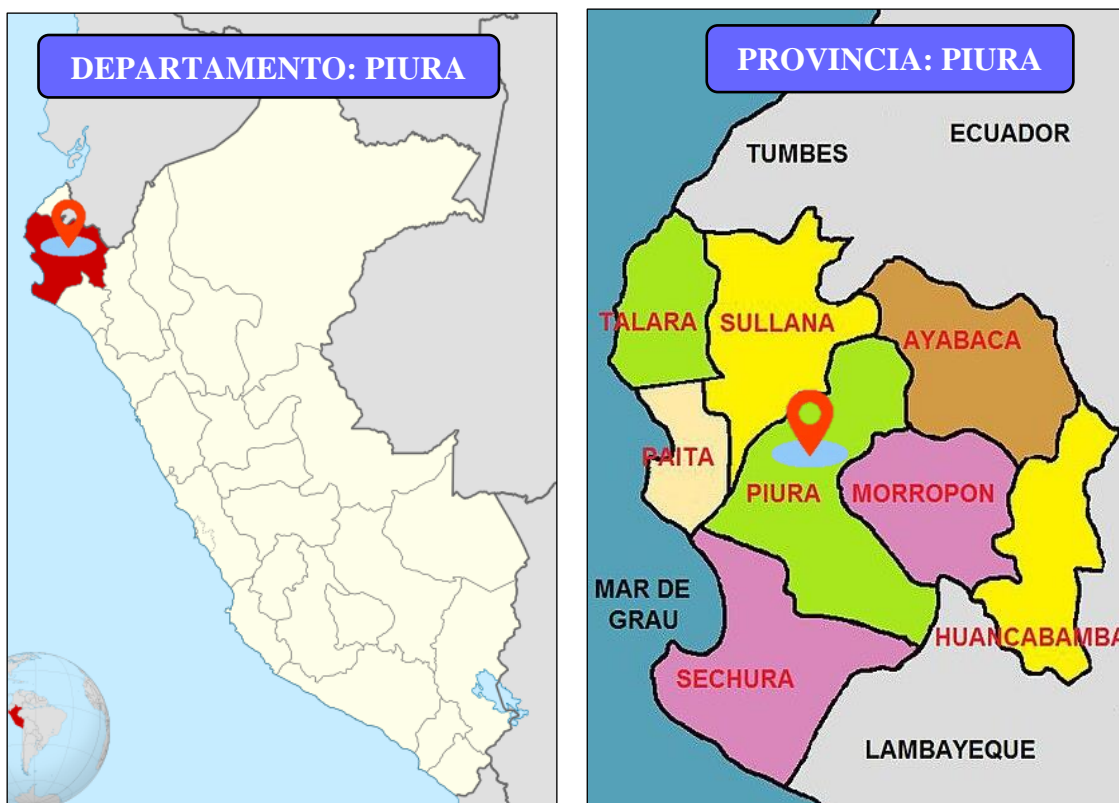 DEPARTAMENTO: PIURA
PROVINCIA: PIURA
ECUADOR
TUMBES
TALARA
SULLANA
AYABACA
PAITA
PIURA
MORROPON
MAR DE
GRAU
HUANCABAMBA
SECHURA
LAMBAYEQUE